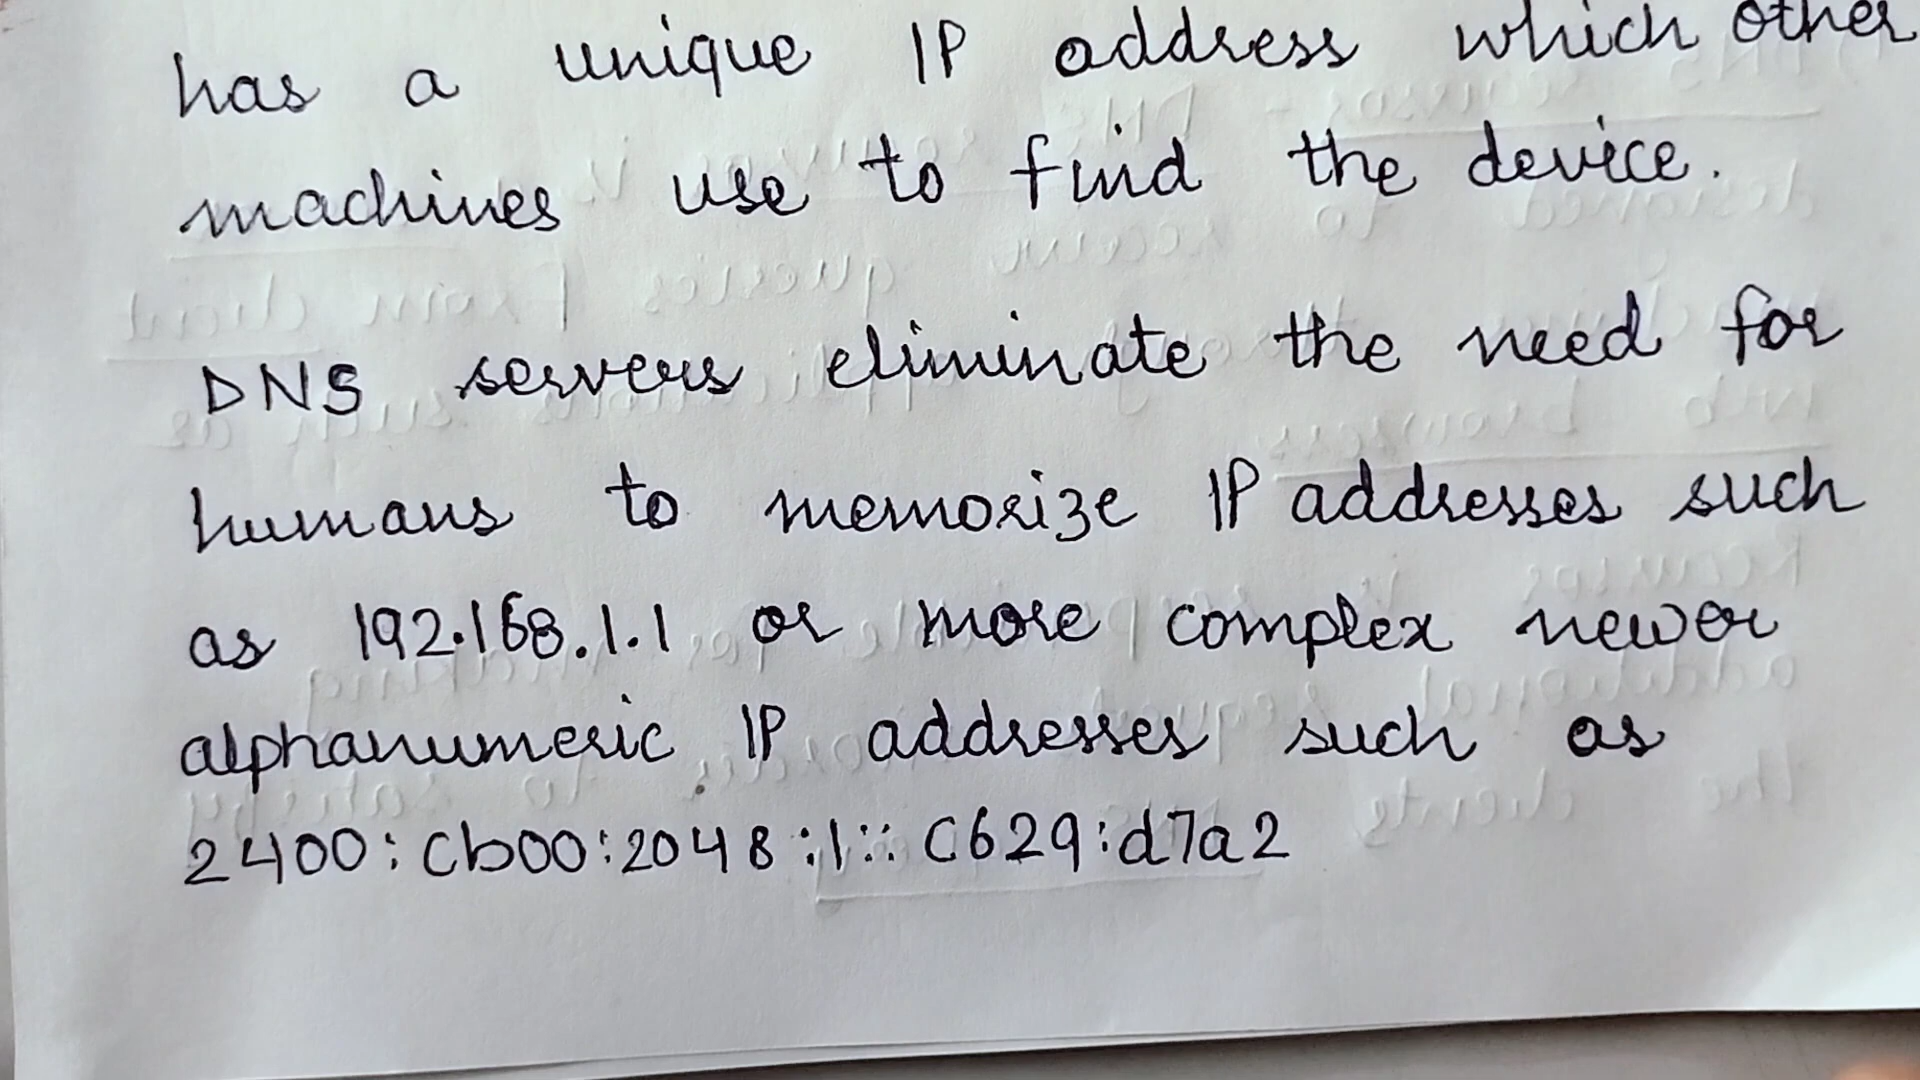 has a unique IP address which other
machines use to find the device.
DNS servers eliminate the need for
humans to memorize IP addresses such
as 192.168.1.1 or more complex newer
alphanumeric IP addresses such as
2400:cb00:2048:1::c629:d7a2